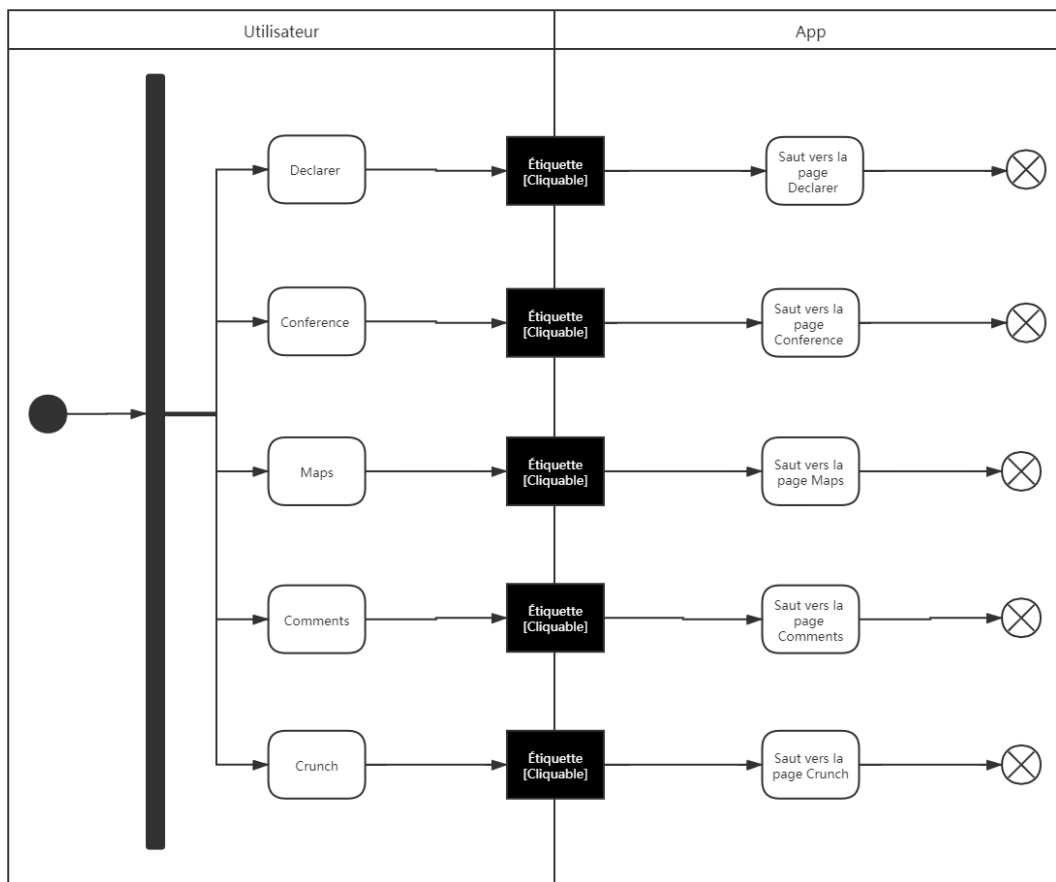 Utilisateur
App
Declarer
Étiquette
[Cliquable]
Saut vers la
page
Declarer
Conference
Étiquette
[Cliquable]
Saut vers la
page
Conference
Maps
Étiquette
[Cliquable]
Saut vers la
page Maps
Comments
Étiquette
[Cliquable]
Saut vers la
page
Comments
Crunch
Étiquette
[Cliquable]
Saut vers la
page Crunch